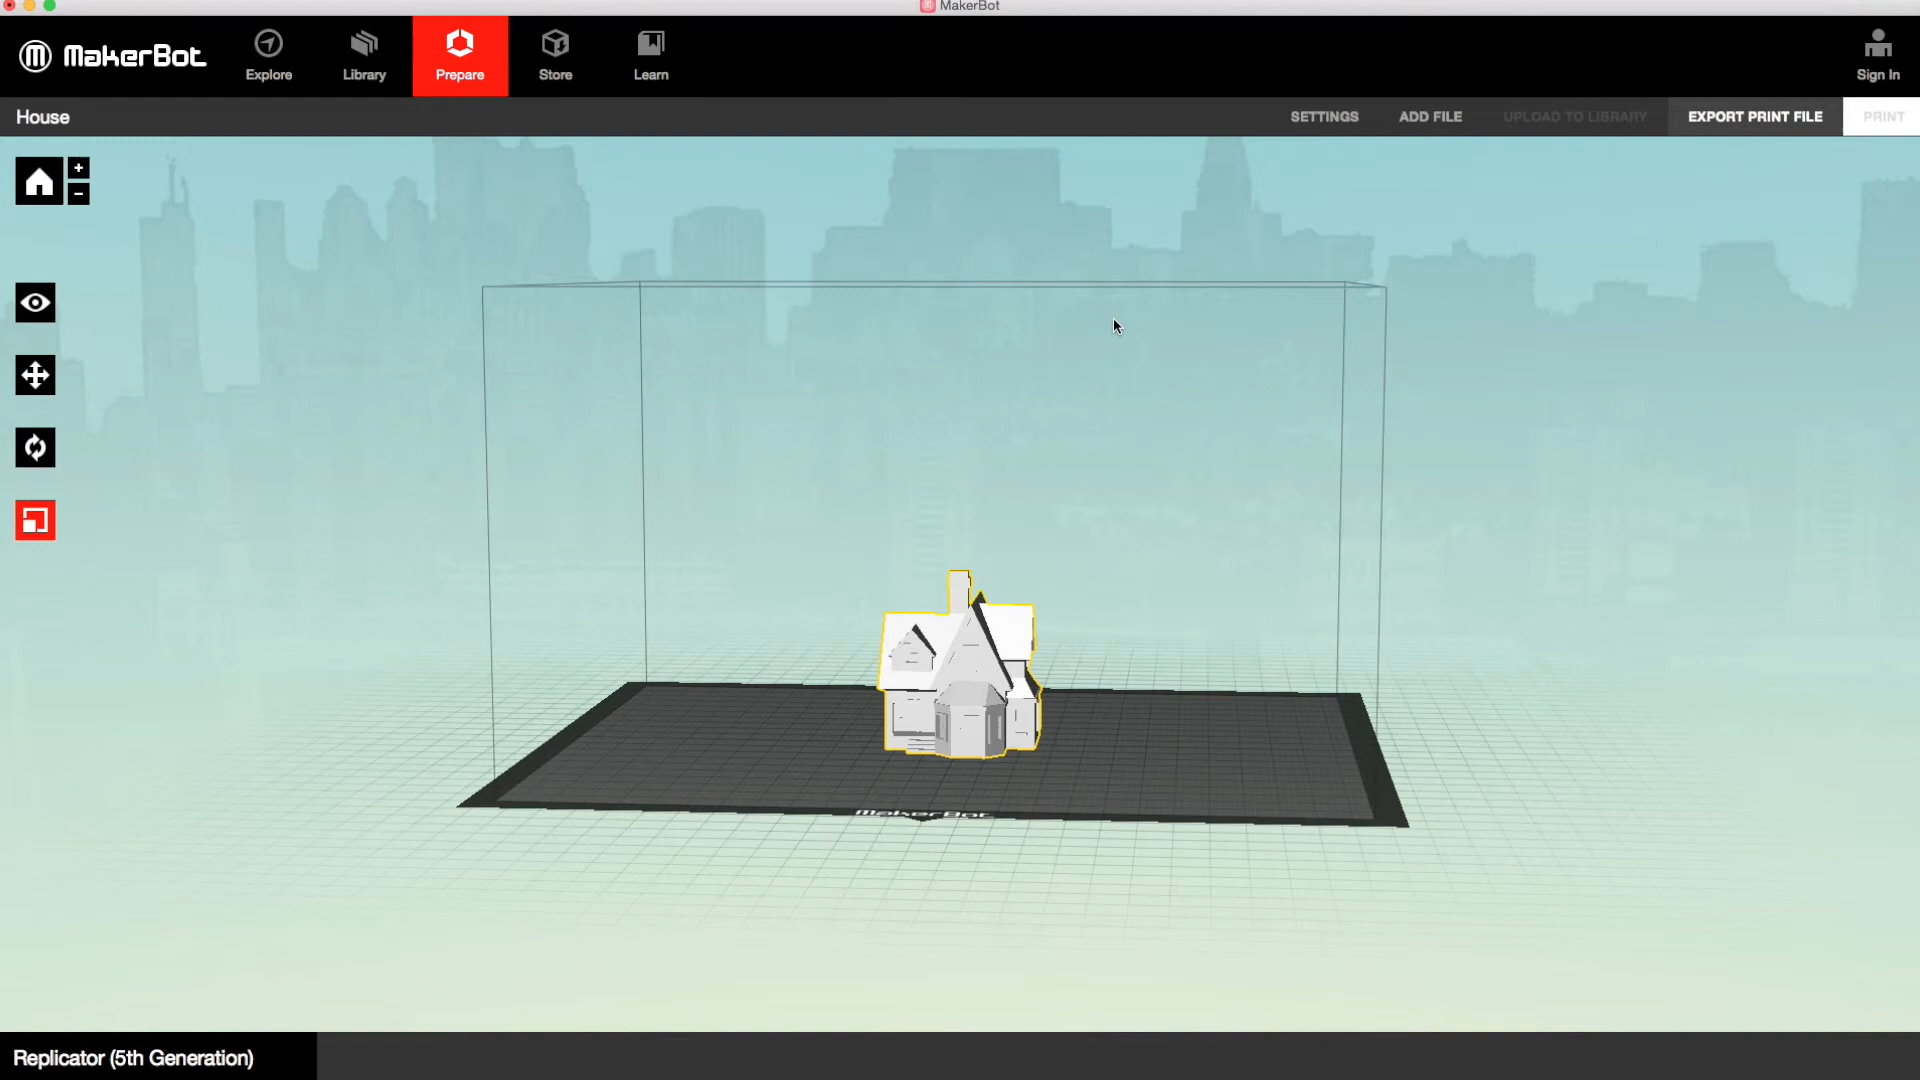 MakerBot
MakerBot
Explore
Library
Prepare
Store
Learn
Sign In
House
SETTINGS
ADD FILE
UPLOAD TO LIBRARY
EXPORT PRINT FILE
PRINT
MakerBot
Replicator (5th Generation)